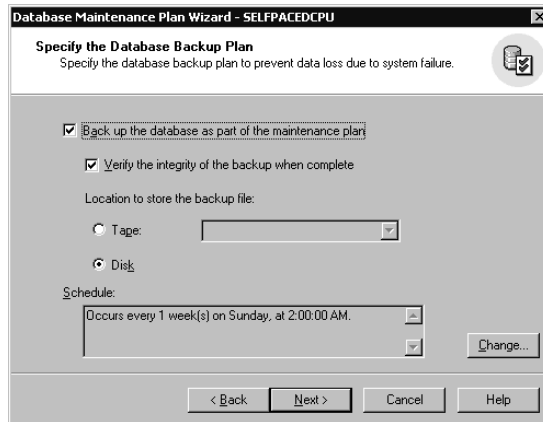 Database Maintenance Plan Wizard - SELFPACEDCPU
Specify the Database Backup Plan
Specify the database backup plan to prevent data loss due to system failure.
Back up the database as part of the maintenance plan
Verify the integrity of the backup when complete
Location to store the backup file:
Tape:
Disk
Schedule:
Occurs every 1 week(s) on Sunday, at 2:00:00 AM.
Change...
< Back Next > Cancel Help